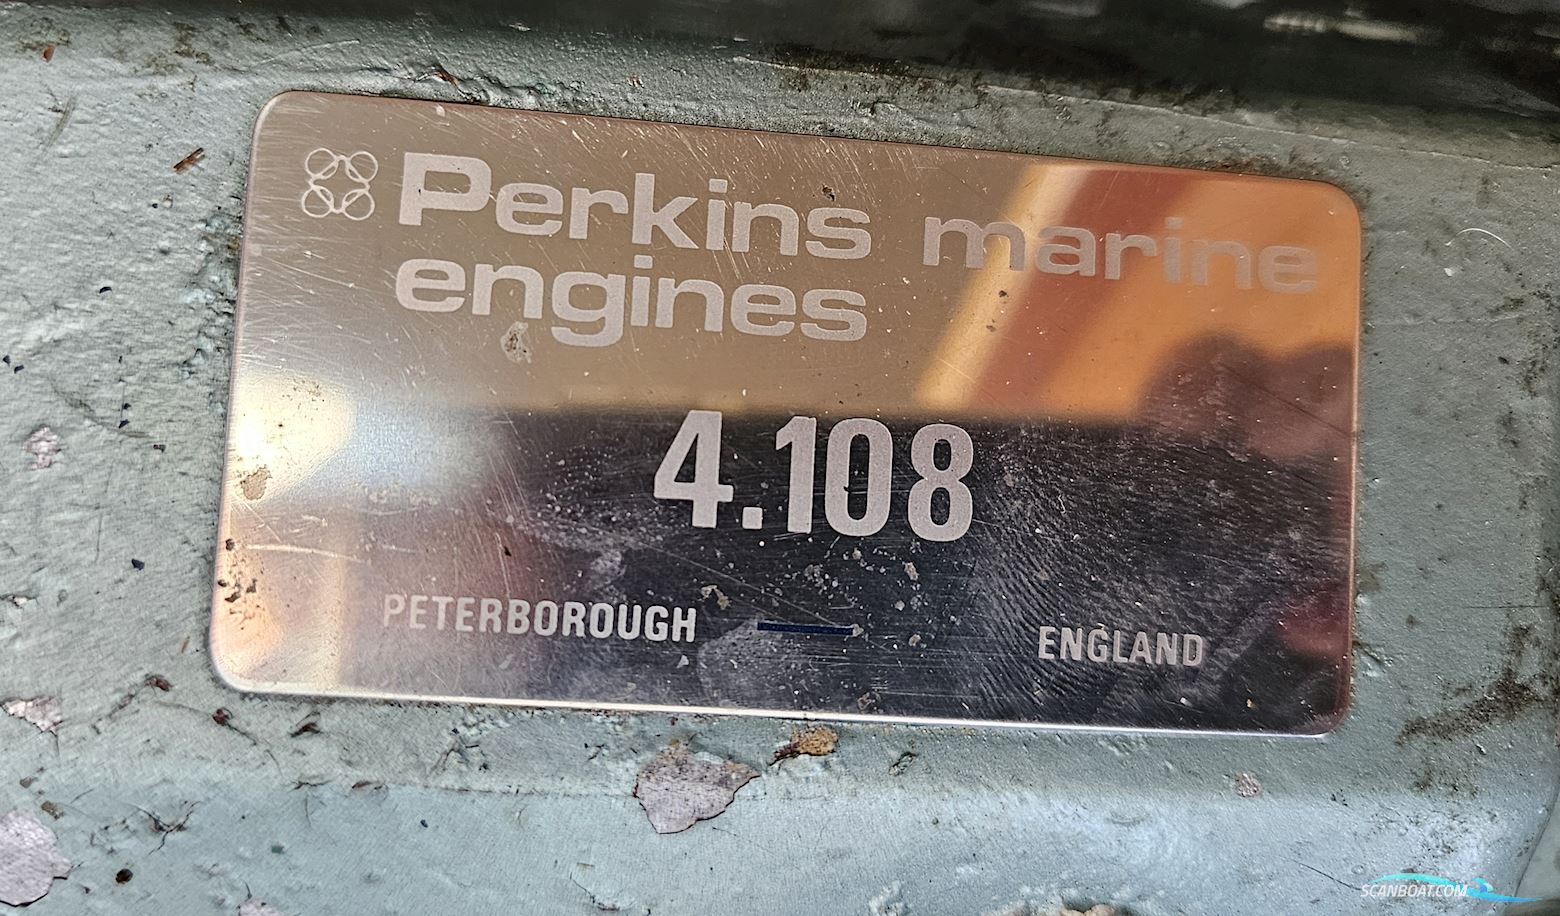 Perkins marine
engines
4.108
PETERBOROUGH — ENGLAND
SCANBOAT.COM